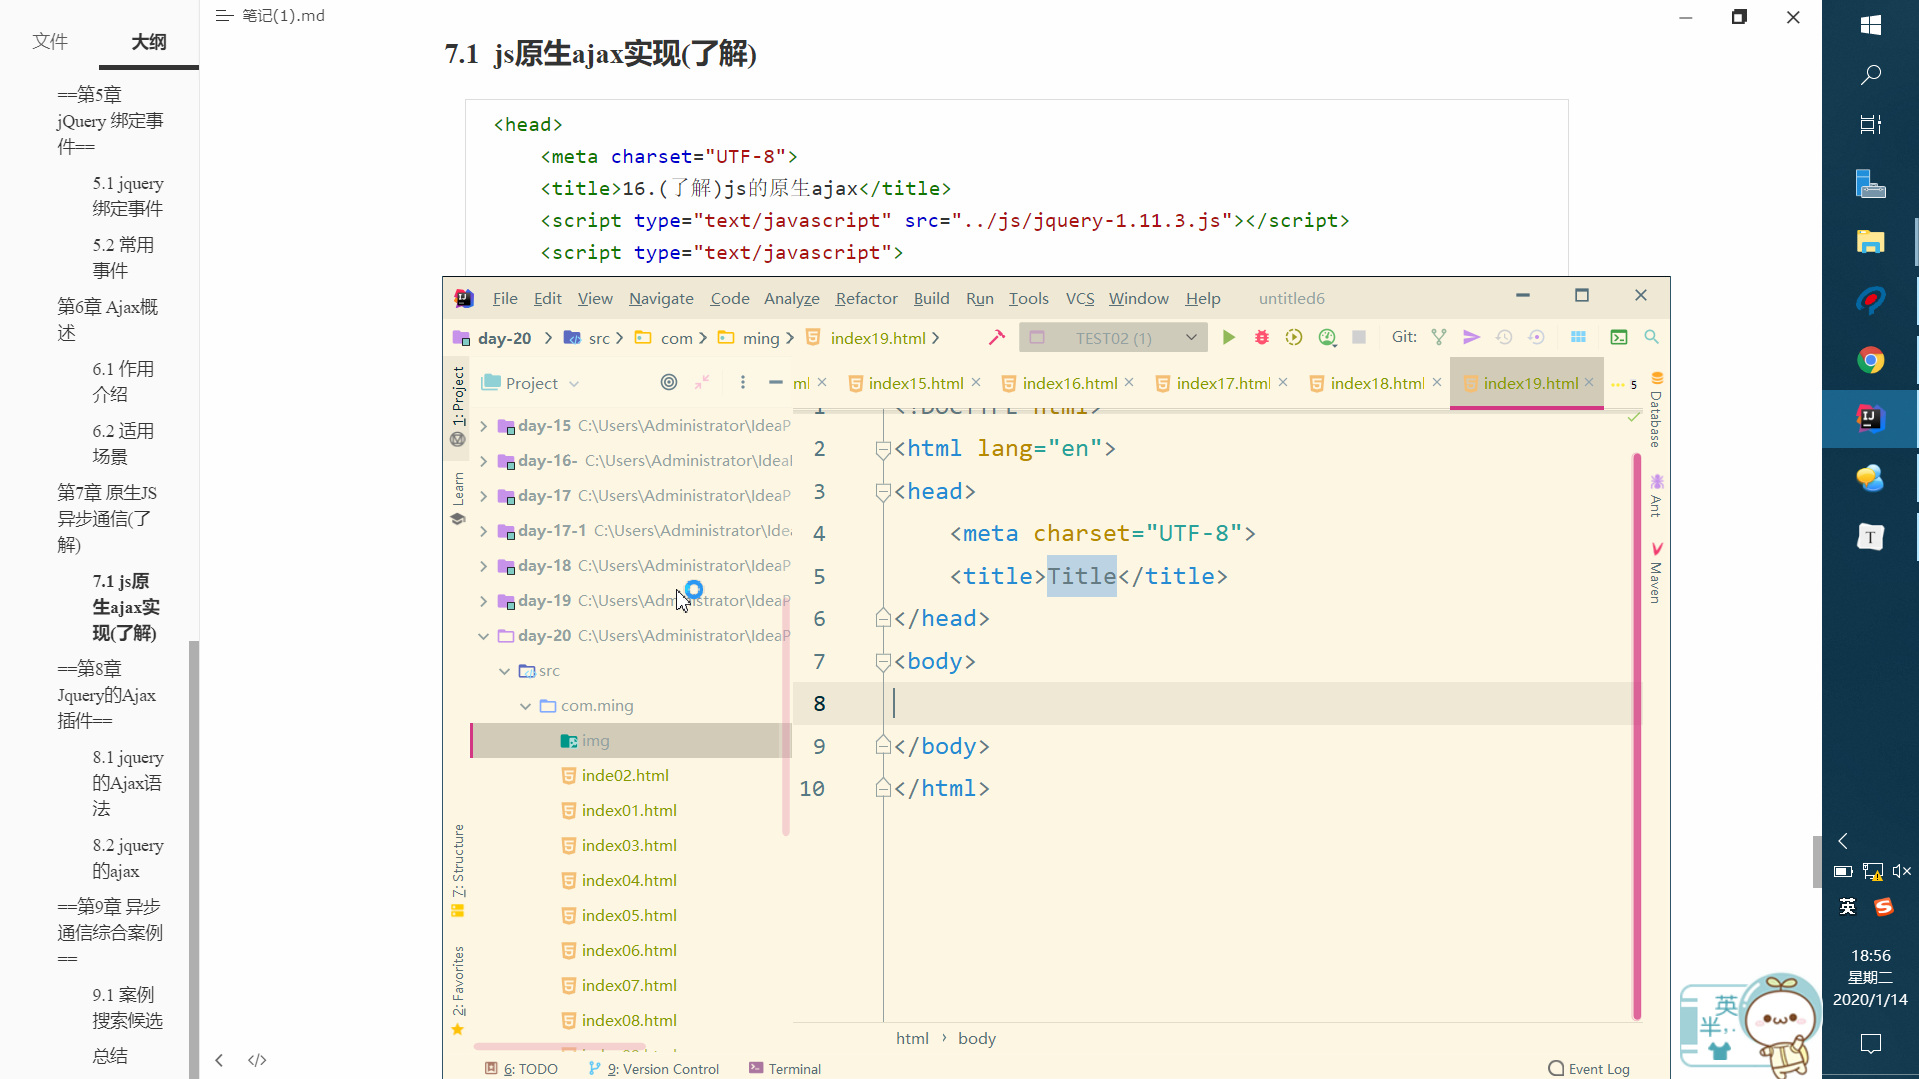 笔记(1).md
文件
大纲
==第5章
jQuery 绑定事
件==
5.1 jquery
绑定事件
5.2 常用
事件
第6章 Ajax概
述
6.1 作用
介绍
6.2 适用
场景
第7章 原生JS
异步通信(了
解)
7.1 js原
生ajax实
现(了解)
==第8章
Jquery的Ajax
插件==
8.1 jquery
的Ajax语
法
8.2 jquery
的ajax
==第9章 异步
通信综合案例
==
9.1 案例
搜索候选
总结
7.1 js原生ajax实现(了解)
<head>
<meta charset="UTF-8">
<title>16.(了解)js的原生ajax</title>
<script type="text/javascript" src="../js/jquery-1.11.3.js"></script>
<script type="text/javascript">
File Edit View Navigate Code Analyze Refactor Build Run Tools VCS Window Help untitled6
day-20 src com ming index19.html TEST02 (1) Git:
1: Project
Learn
7: Structure
2: Favorites
Project
ml index15.html index16.html index17.html index18.html index19.html 5
day-15 C:\Users\Administrator\IdeaP
day-16- C:\Users\Administrator\Idea
day-17 C:\Users\Administrator\IdeaP
day-17-1 C:\Users\Administrator\Idea
day-18 C:\Users\Administrator\IdeaP
day-19 C:\Users\Administrator\IdeaP
day-20 C:\Users\Administrator\IdeaP
src
com.ming
img
inde02.html
index01.html
index03.html
index04.html
index05.html
index06.html
index07.html
index08.html
1 <!DOCTYPE html>
2 <html lang="en">
3 <head>
4 <meta charset="UTF-8">
5 <title>Title</title>
6 </head>
7 <body>
8
9 </body>
10 </html>
html › body
Database
Ant
Maven
6: TODO 9: Version Control Terminal Event Log
英
18:56
星期二
2020/1/14
英
半